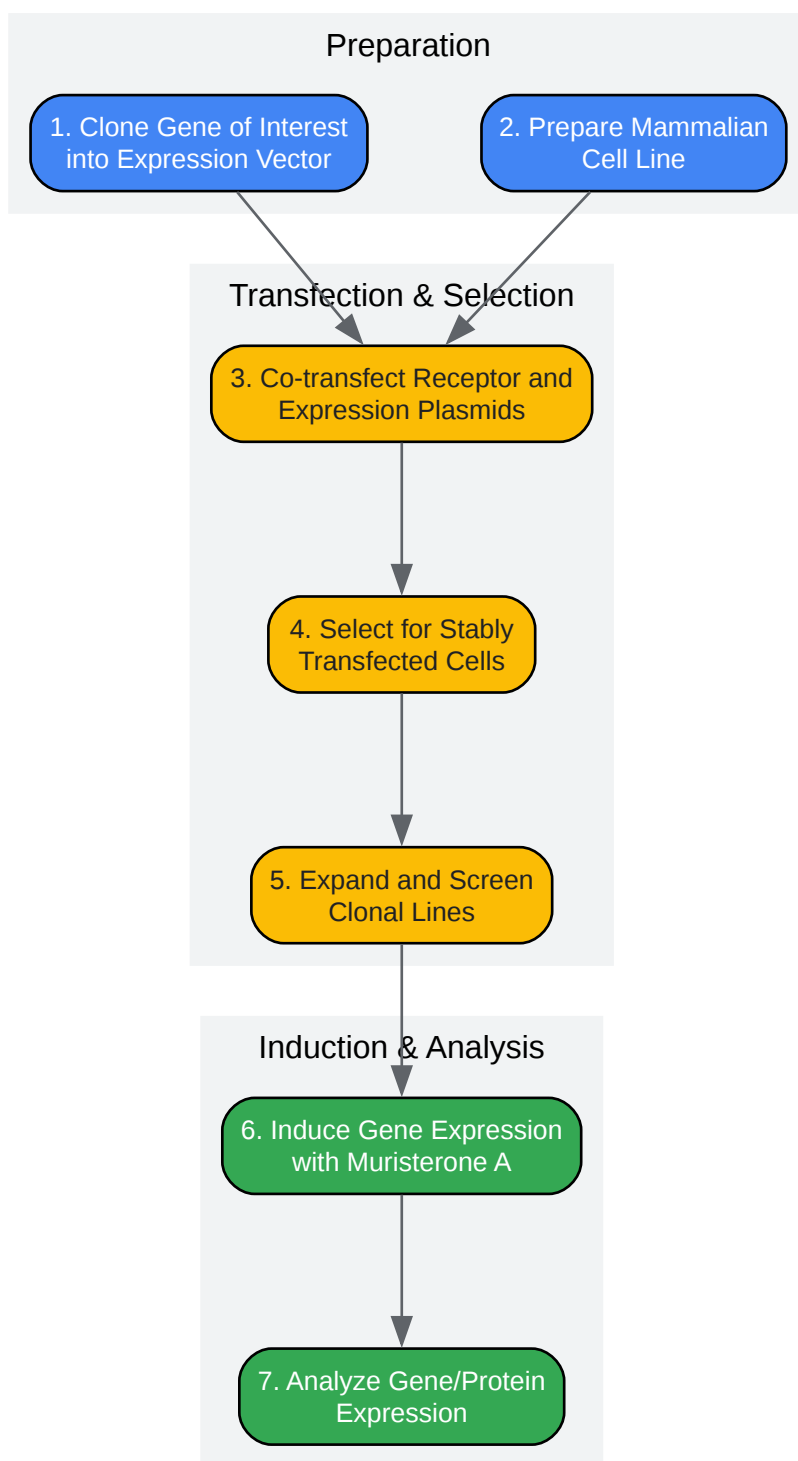 Preparation
1. Clone Gene of Interest
into Expression Vector
2. Prepare Mammalian
Cell Line
Transfection & Selection
3. Co-transfect Receptor and
Expression Plasmids
4. Select for Stably
Transfected Cells
5. Expand and Screen
Clonal Lines
Induction & Analysis
6. Induce Gene Expression
with Muristerone A
7. Analyze Gene/Protein
Expression